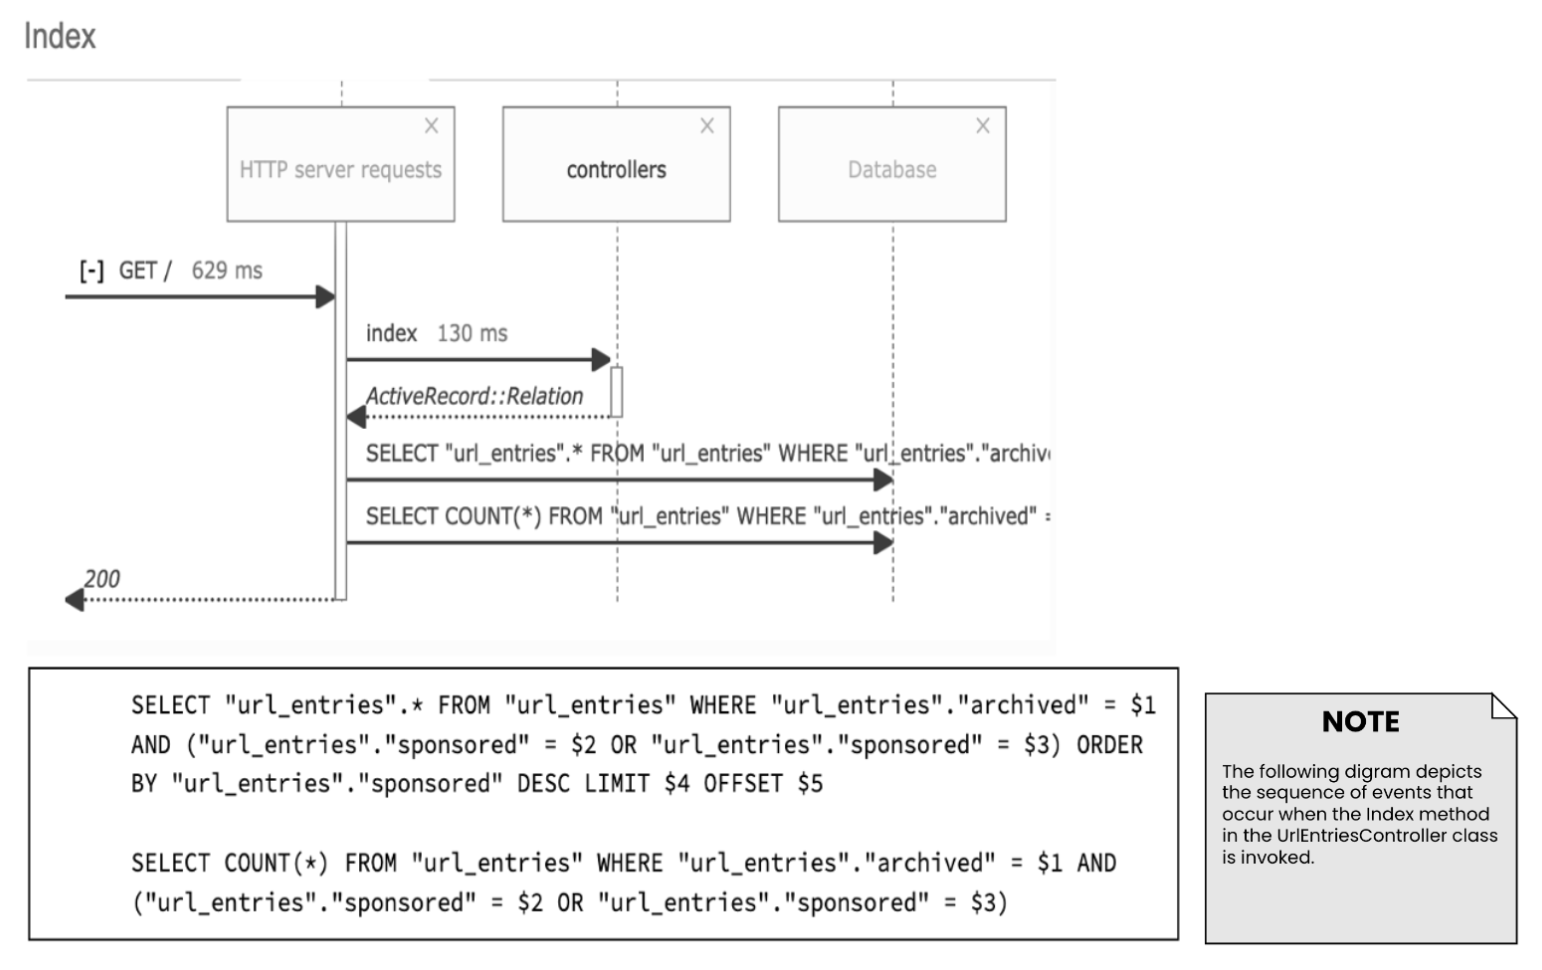 Index
X
X
X
HTTP server requests
controllers
Database
[-] GET / 629 ms
index 130 ms
ActiveRecord::Relation
SELECT "url_entries".* FROM "url_entries" WHERE "url_entries"."archiv
SELECT COUNT(*) FROM "url_entries" WHERE "url_entries"."archived" =
200
SELECT "url_entries".* FROM "url_entries" WHERE "url_entries"."archived" = $1
AND ("url_entries"."sponsored" = $2 OR "url_entries"."sponsored" = $3) ORDER
BY "url_entries"."sponsored" DESC LIMIT $4 OFFSET $5
SELECT COUNT(*) FROM "url_entries" WHERE "url_entries"."archived" = $1 AND
("url_entries"."sponsored" = $2 OR "url_entries"."sponsored" = $3)
NOTE
The following digram depicts
the sequence of events that
occur when the Index method
in the UrlEntriesController class
is invoked.